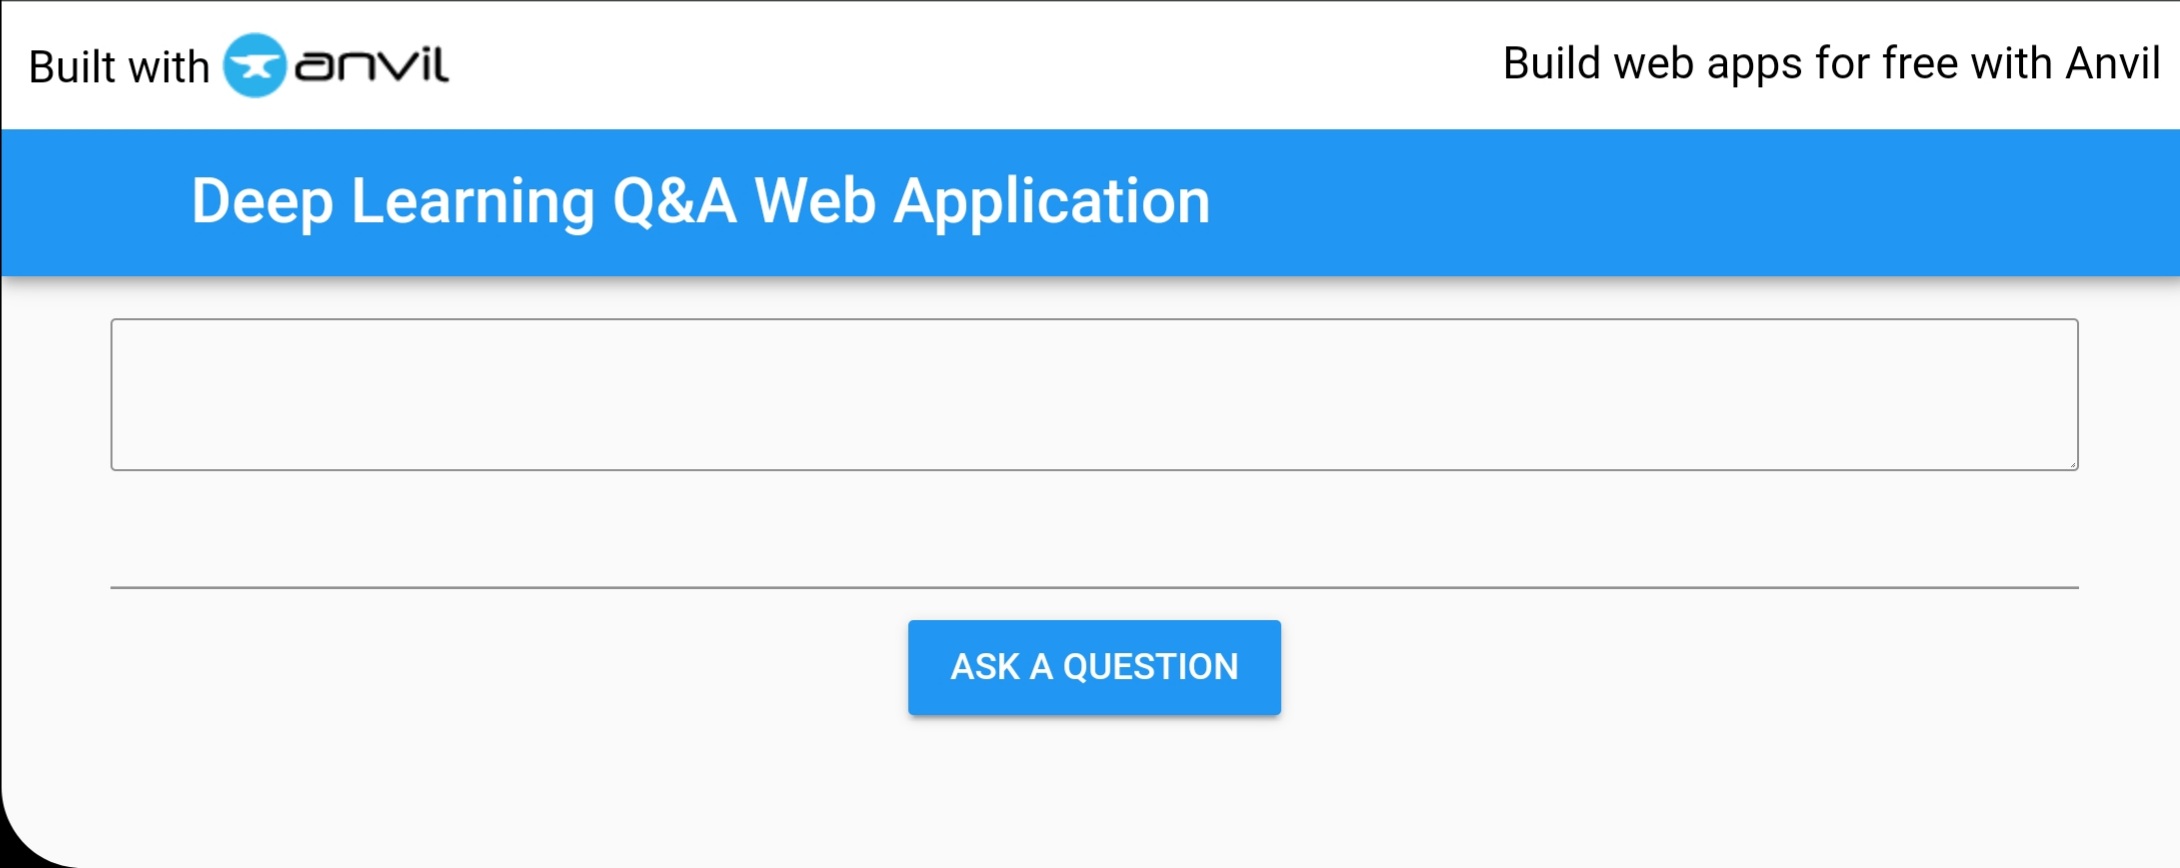 Built with anvil
Build web apps for free with Anvil
Deep Learning Q&A Web Application
ASK A QUESTION